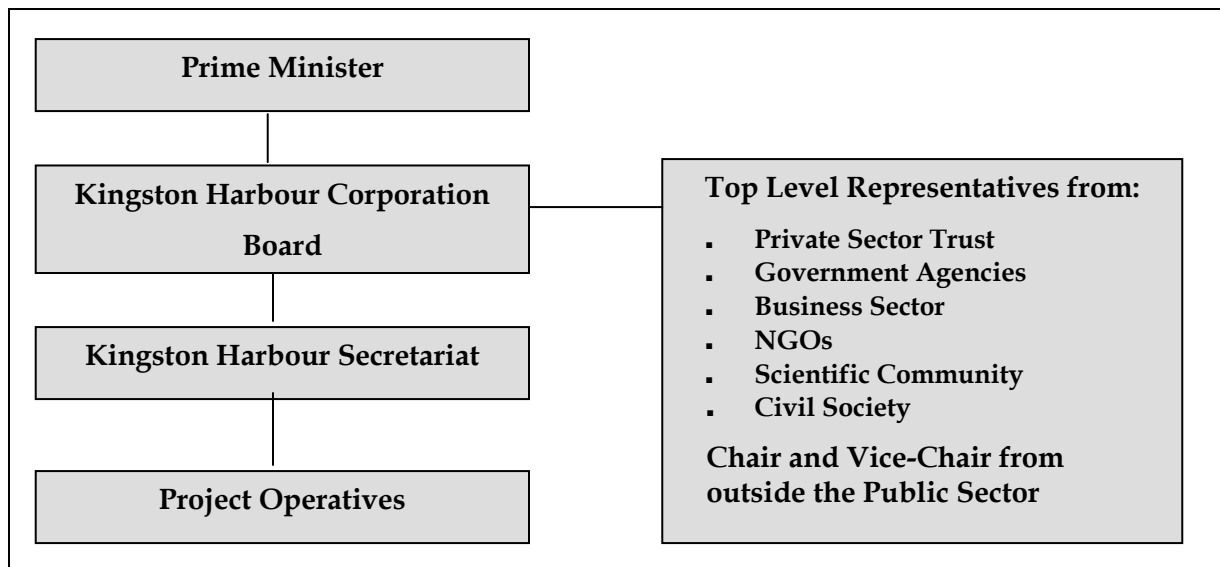 Prime Minister
Kingston Harbour Corporation
Board
Kingston Harbour Secretariat
Project Operatives
Top Level Representatives from:
▪ Private Sector Trust
▪ Government Agencies
▪ Business Sector
▪ NGOs
▪ Scientific Community
▪ Civil Society
Chair and Vice-Chair from
outside the Public Sector